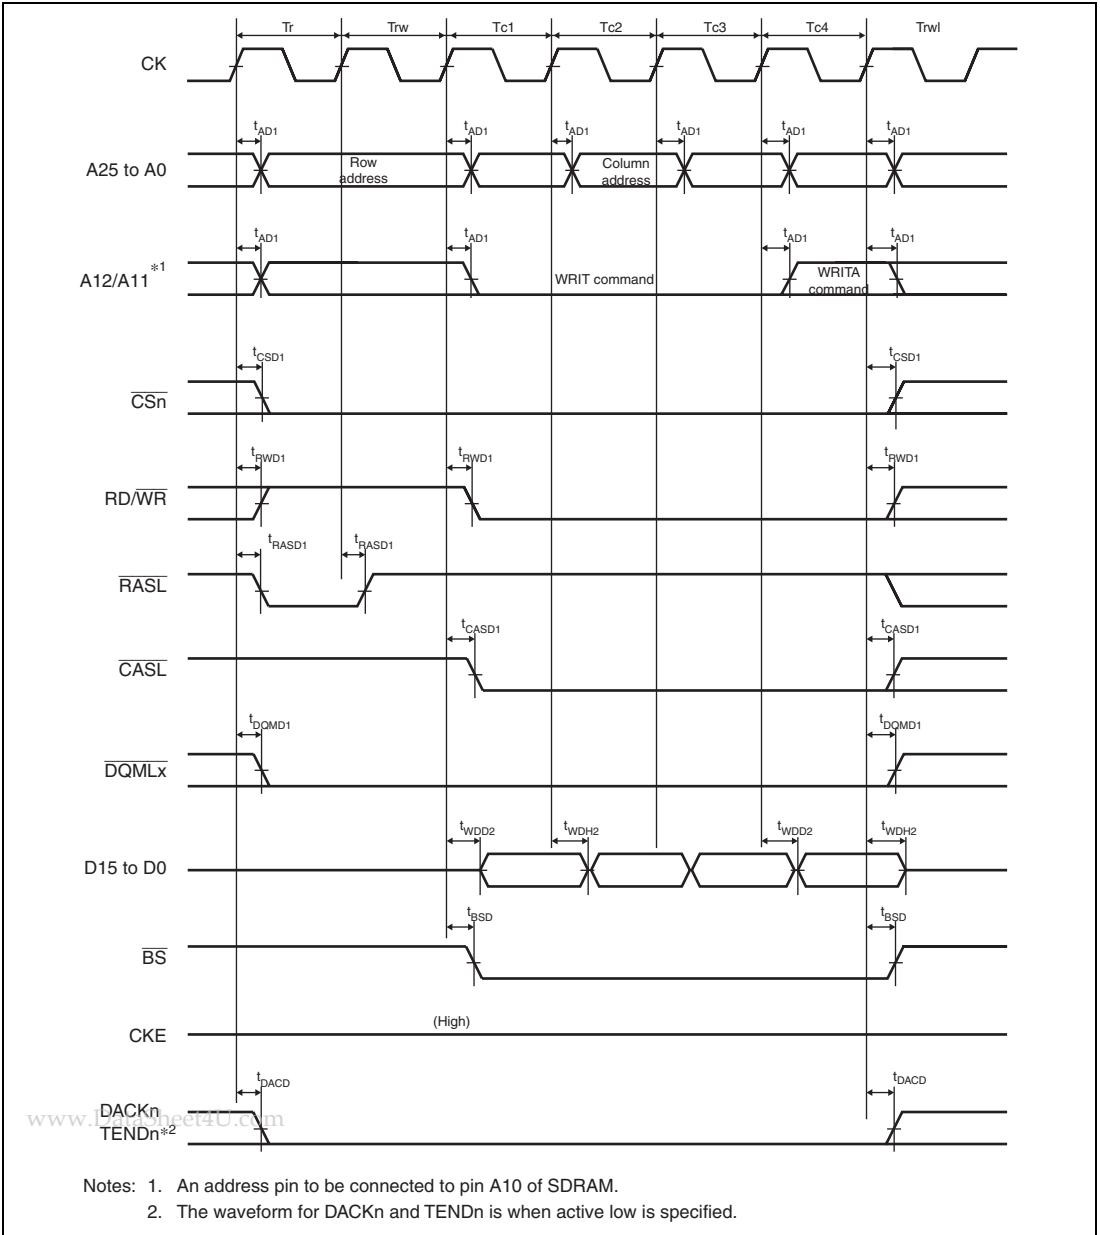 Tr Trw Tc1 Tc2 Tc3 Tc4 Trwl
CK
tAD1 tAD1 tAD1 tAD1 tAD1 tAD1
A25 to A0
Row address
Column address
tAD1 tAD1 tAD1 tAD1
A12/A11*1
WRIT command
WRITA command
tCSD1 tCSD1
CSn
tRWD1 tRWD1 tRWD1
RD/WR
tRASD1 tRASD1
RASL
tCASD1 tCASD1
CASL
tDQMD1 tDQMD1
DQMLx
tWDD2 tWDH2 tWDD2 tWDH2
D15 to D0
tBSD tBSD
BS
(High)
CKE
tDACD tDACD
DACKn
www.DataSheet4U.com
TENDn*2
Notes: 1. An address pin to be connected to pin A10 of SDRAM.
2. The waveform for DACKn and TENDn is when active low is specified.